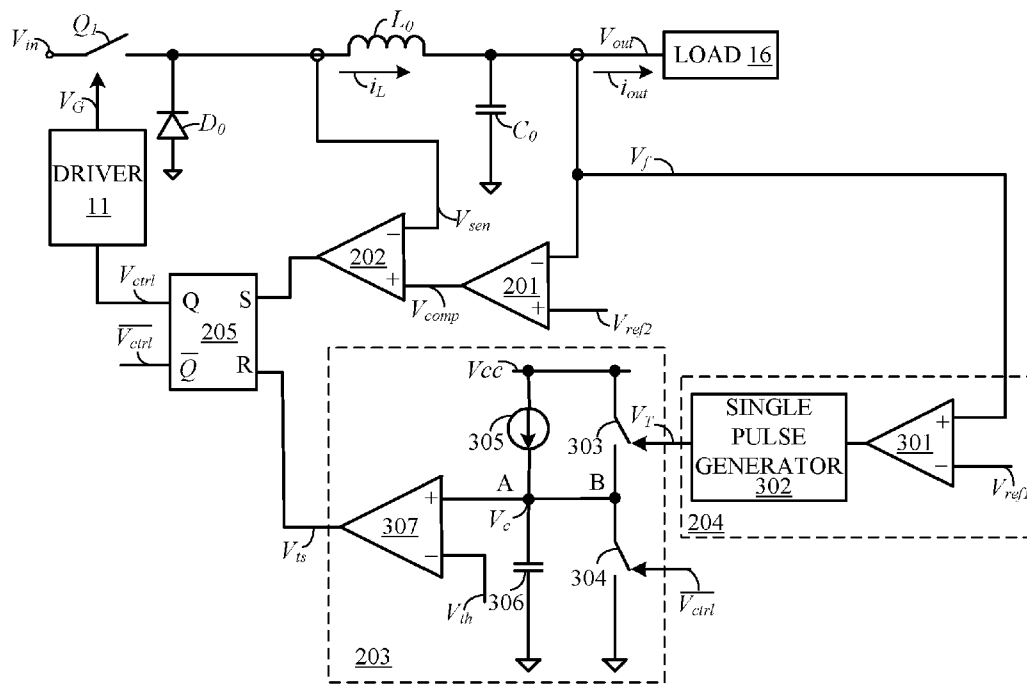 V_in
Q_1
L_0
V_out
LOAD 16
i_L
i_out
V_G
D_0
C_0
DRIVER
11
V_f
V_sen
202
−
+
201
−
+
V_ctrl
V_comp
V_ref2
Q
S
205
V̅_ctrl
Q̅
R
Vcc
305
303
V_T
SINGLE
PULSE
GENERATOR
302
301
+
−
V_ref1
204
A
B
307
+
−
V_c
V_ts
V_th
306
304
V̅_ctrl
203